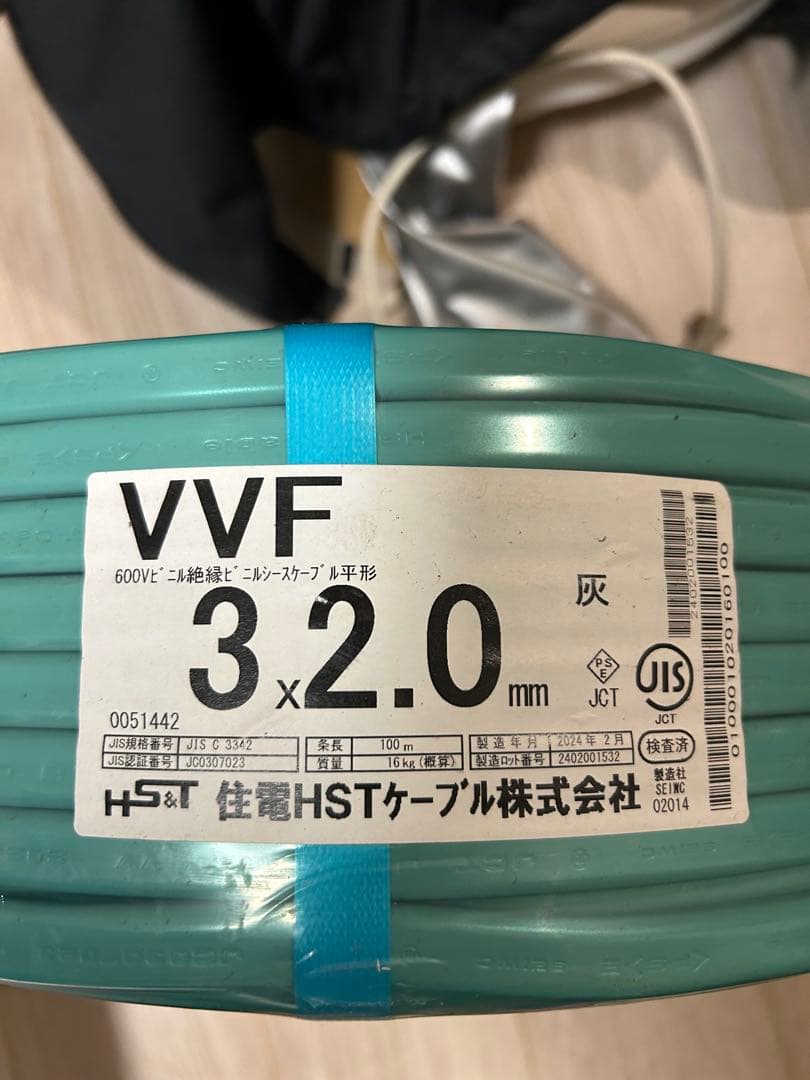 VVF
600Vﾋﾞﾆﾙ絶縁ﾋﾞﾆﾙシースケーブル平形
灰
3x2.0mm
PS
E
JCT
JIS
JCT
0051442
JIS規格番号 JIS C 3342
条長 100m
製造年月 2024年2月
検査済
JIS認証番号 JC0307023
質量 16kg(概算)
製造ロット番号 2402001532
HS&T 住電HSTケーブル株式会社
製造社
SEIWC
02014
2402001532
010001020160100